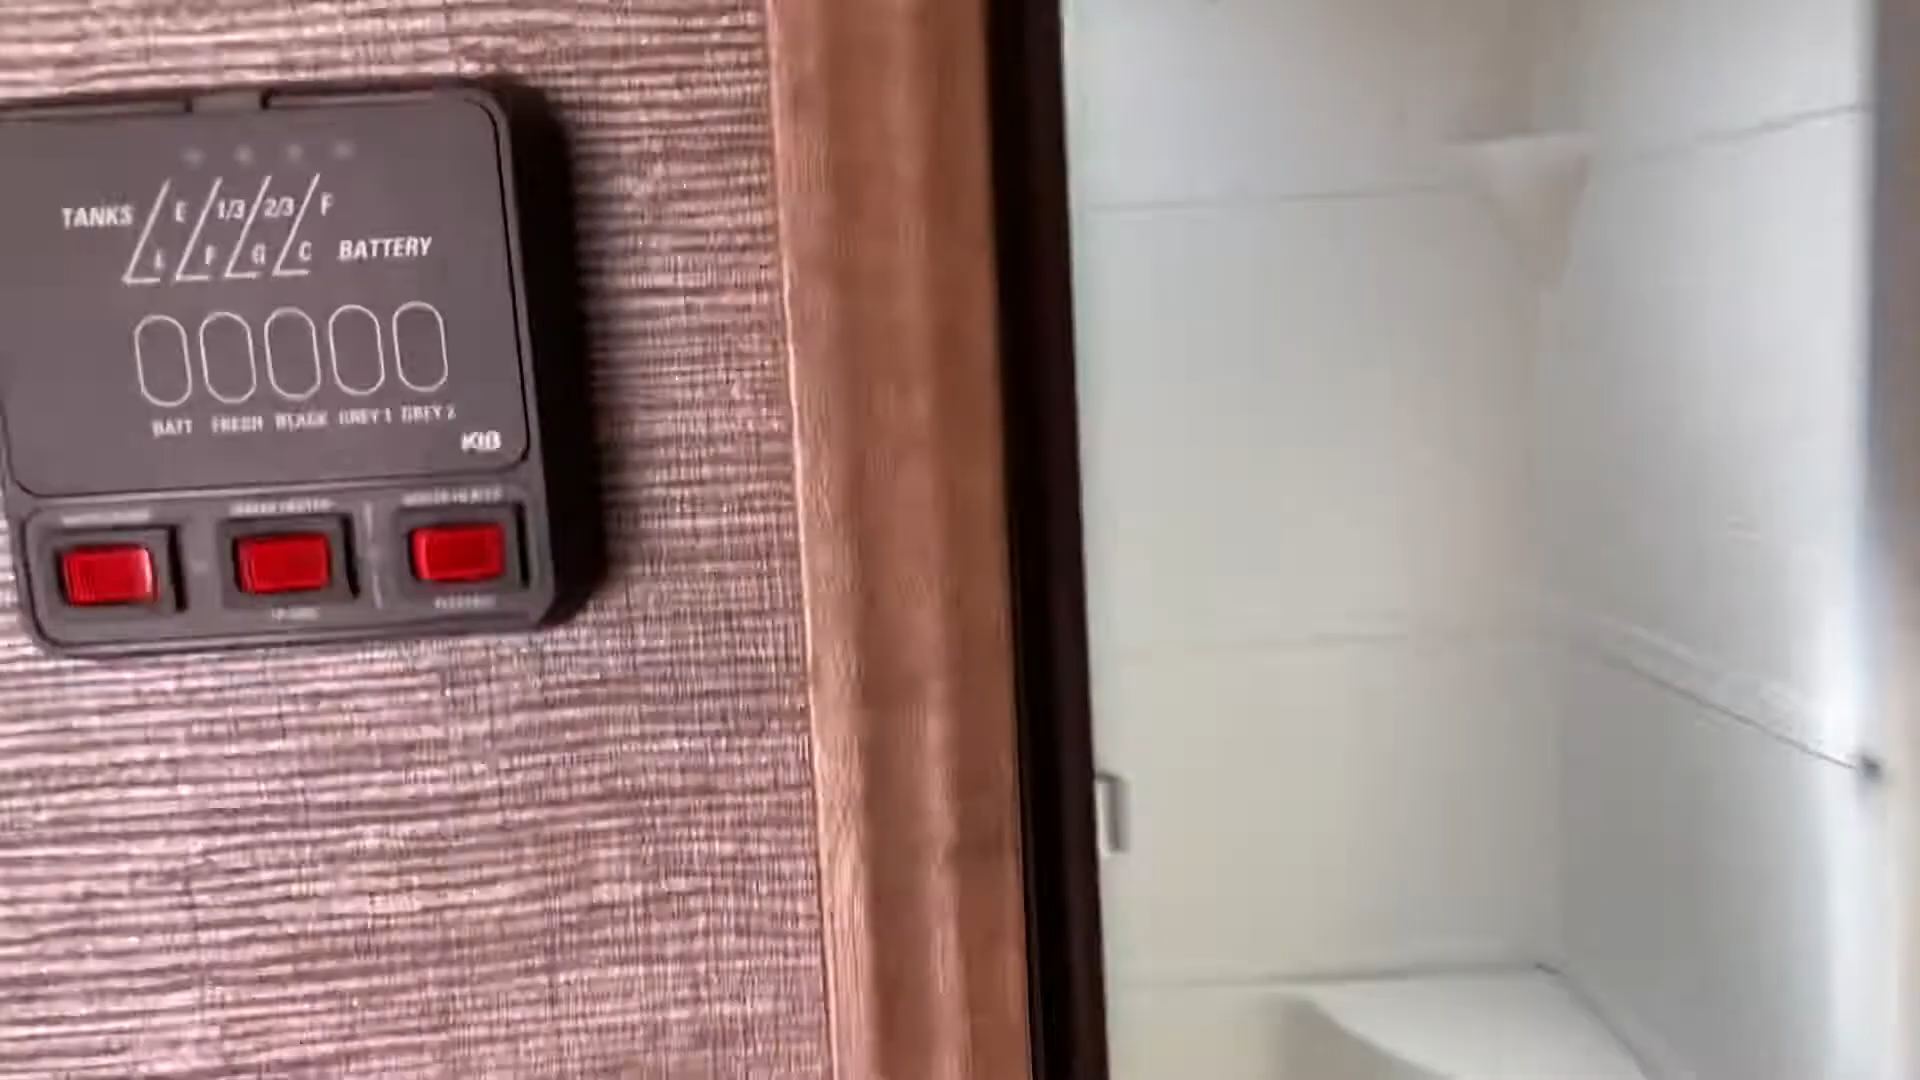 TANKS E 1/3 2/3 F
L F G C BATTERY
BATT FRESH BLACK GREY 1 GREY 2
KIB